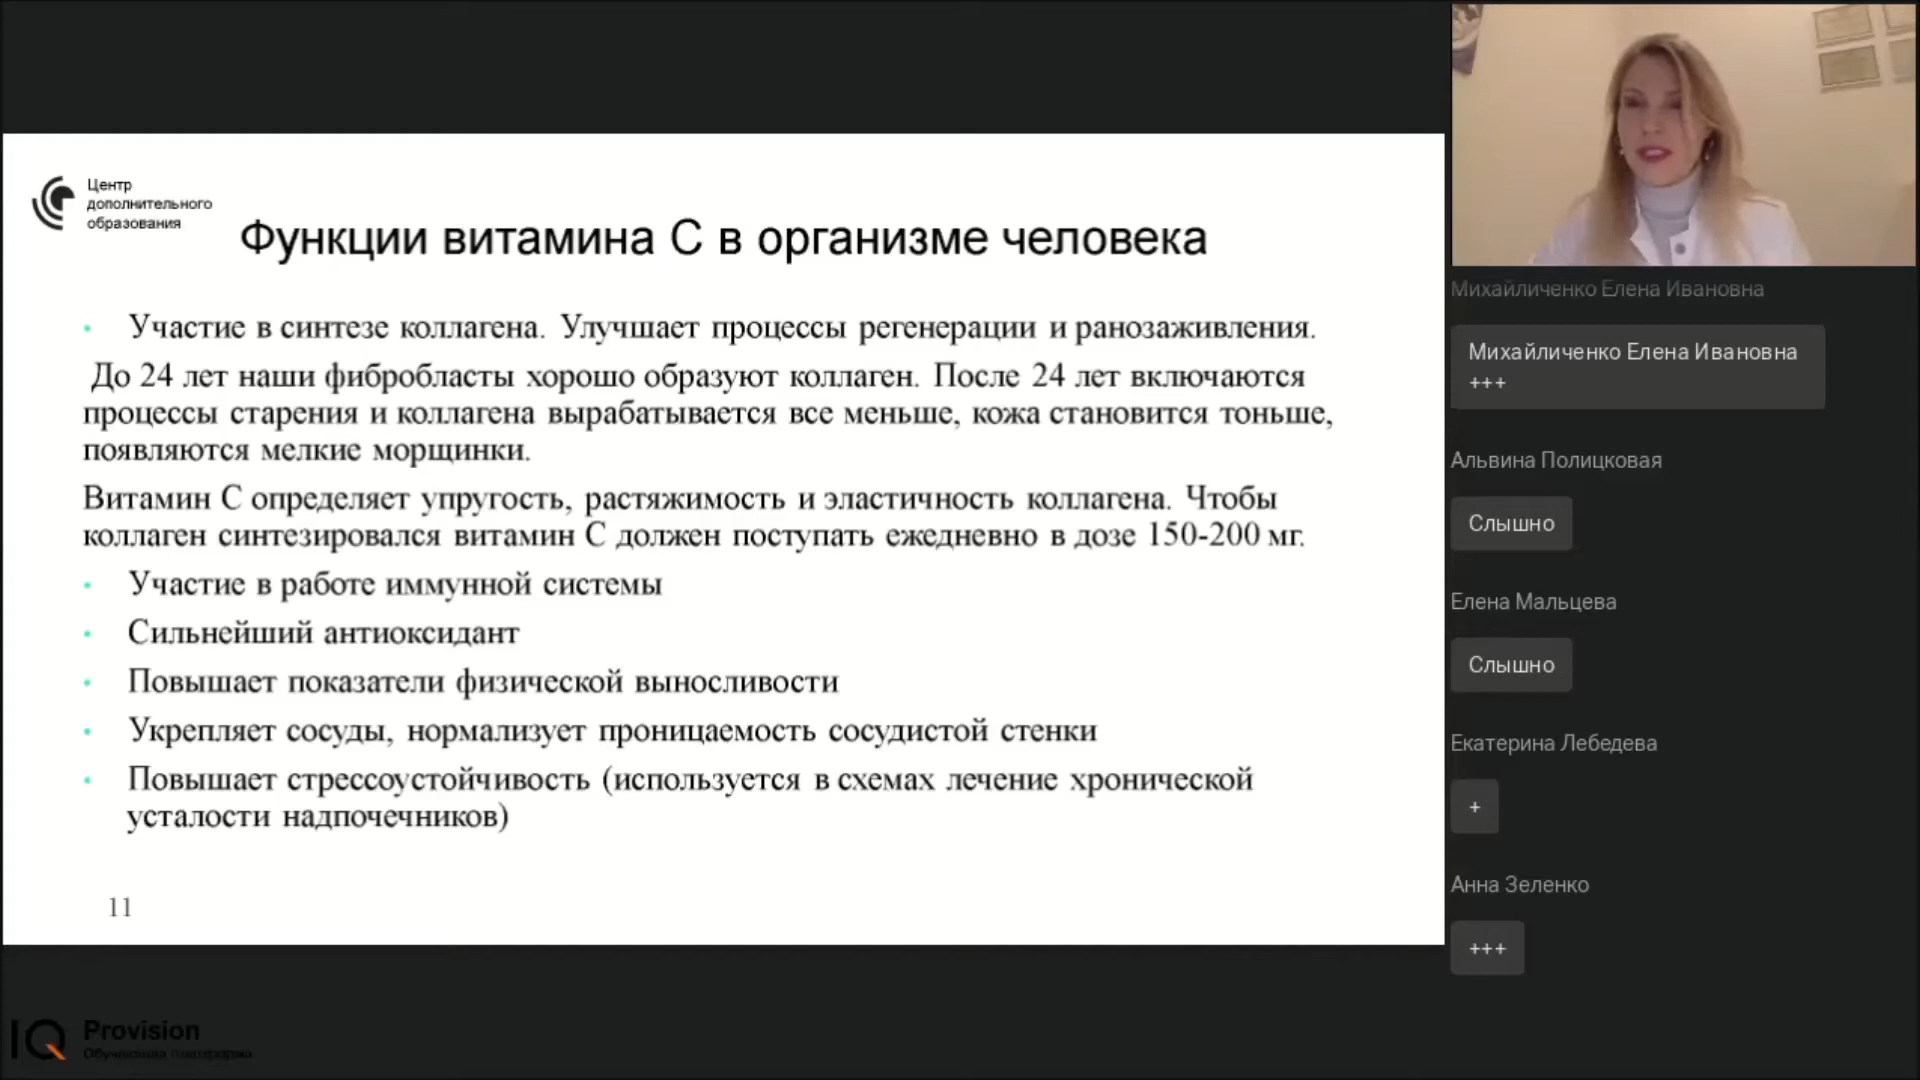 Центр
дополнительного
образования
Функции витамина С в организме человека
• Участие в синтезе коллагена. Улучшает процессы регенерации и ранозаживления.
До 24 лет наши фибробласты хорошо образуют коллаген. После 24 лет включаются
процессы старения и коллагена вырабатывается все меньше, кожа становится тоньше,
появляются мелкие морщинки.
Витамин С определяет упругость, растяжимость и эластичность коллагена. Чтобы
коллаген синтезировался витамин С должен поступать ежедневно в дозе 150-200 мг.
• Участие в работе иммунной системы
• Сильнейший антиоксидант
• Повышает показатели физической выносливости
• Укрепляет сосуды, нормализует проницаемость сосудистой стенки
• Повышает стрессоустойчивость (используется в схемах лечение хронической
усталости надпочечников)
11
IQ Provision
Обучающая платформа
Михайличенко Елена Ивановна
Михайличенко Елена Ивановна
+++
Альвина Полицковая
Слышно
Елена Мальцева
Слышно
Екатерина Лебедева
+
Анна Зеленко
+++